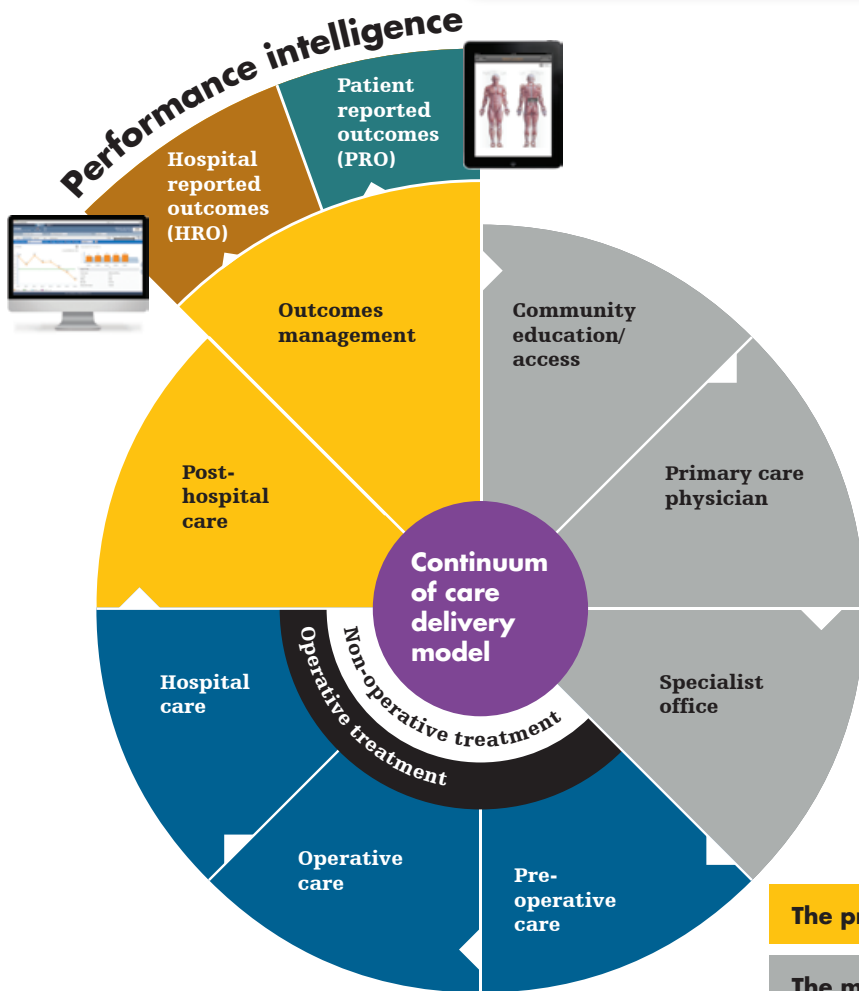 Performance intelligence
Patient
reported
outcomes
(PRO)
Hospital
reported
outcomes
(HRO)
Outcomes
management
Community
education/
access
Primary care
physician
Post-
hospital
care
Continuum
of care
delivery
model
Specialist
office
Hospital
care
Non-operative treatment
Operative treatment
Operative
care
Pre-
operative
care
The
The